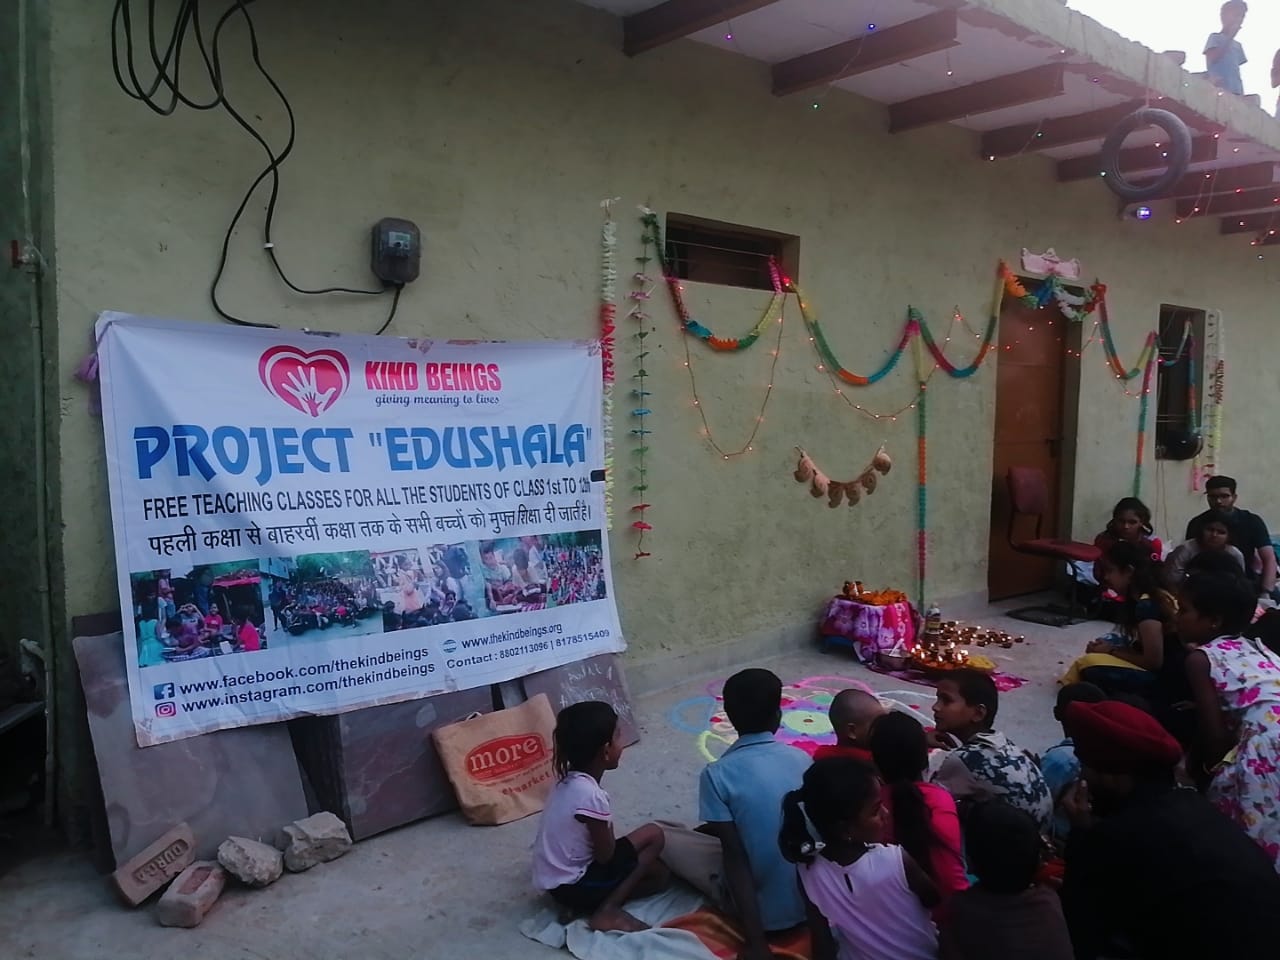 KIND BEINGS
giving meaning to lives
PROJECT "EDUSHALA"
FREE TEACHING CLASSES FOR ALL THE STUDENTS OF CLASS 1st TO 12th
पहली कक्षा से बाहरवीं कक्षा तक के सभी बच्चों को मुफ्त शिक्षा दी जाती है।
www.facebook.com/thekindbeings
www.instagram.com/thekindbeings
www.thekindbeings.org
Contact : 8802113096 | 8178515409
more
DURGA